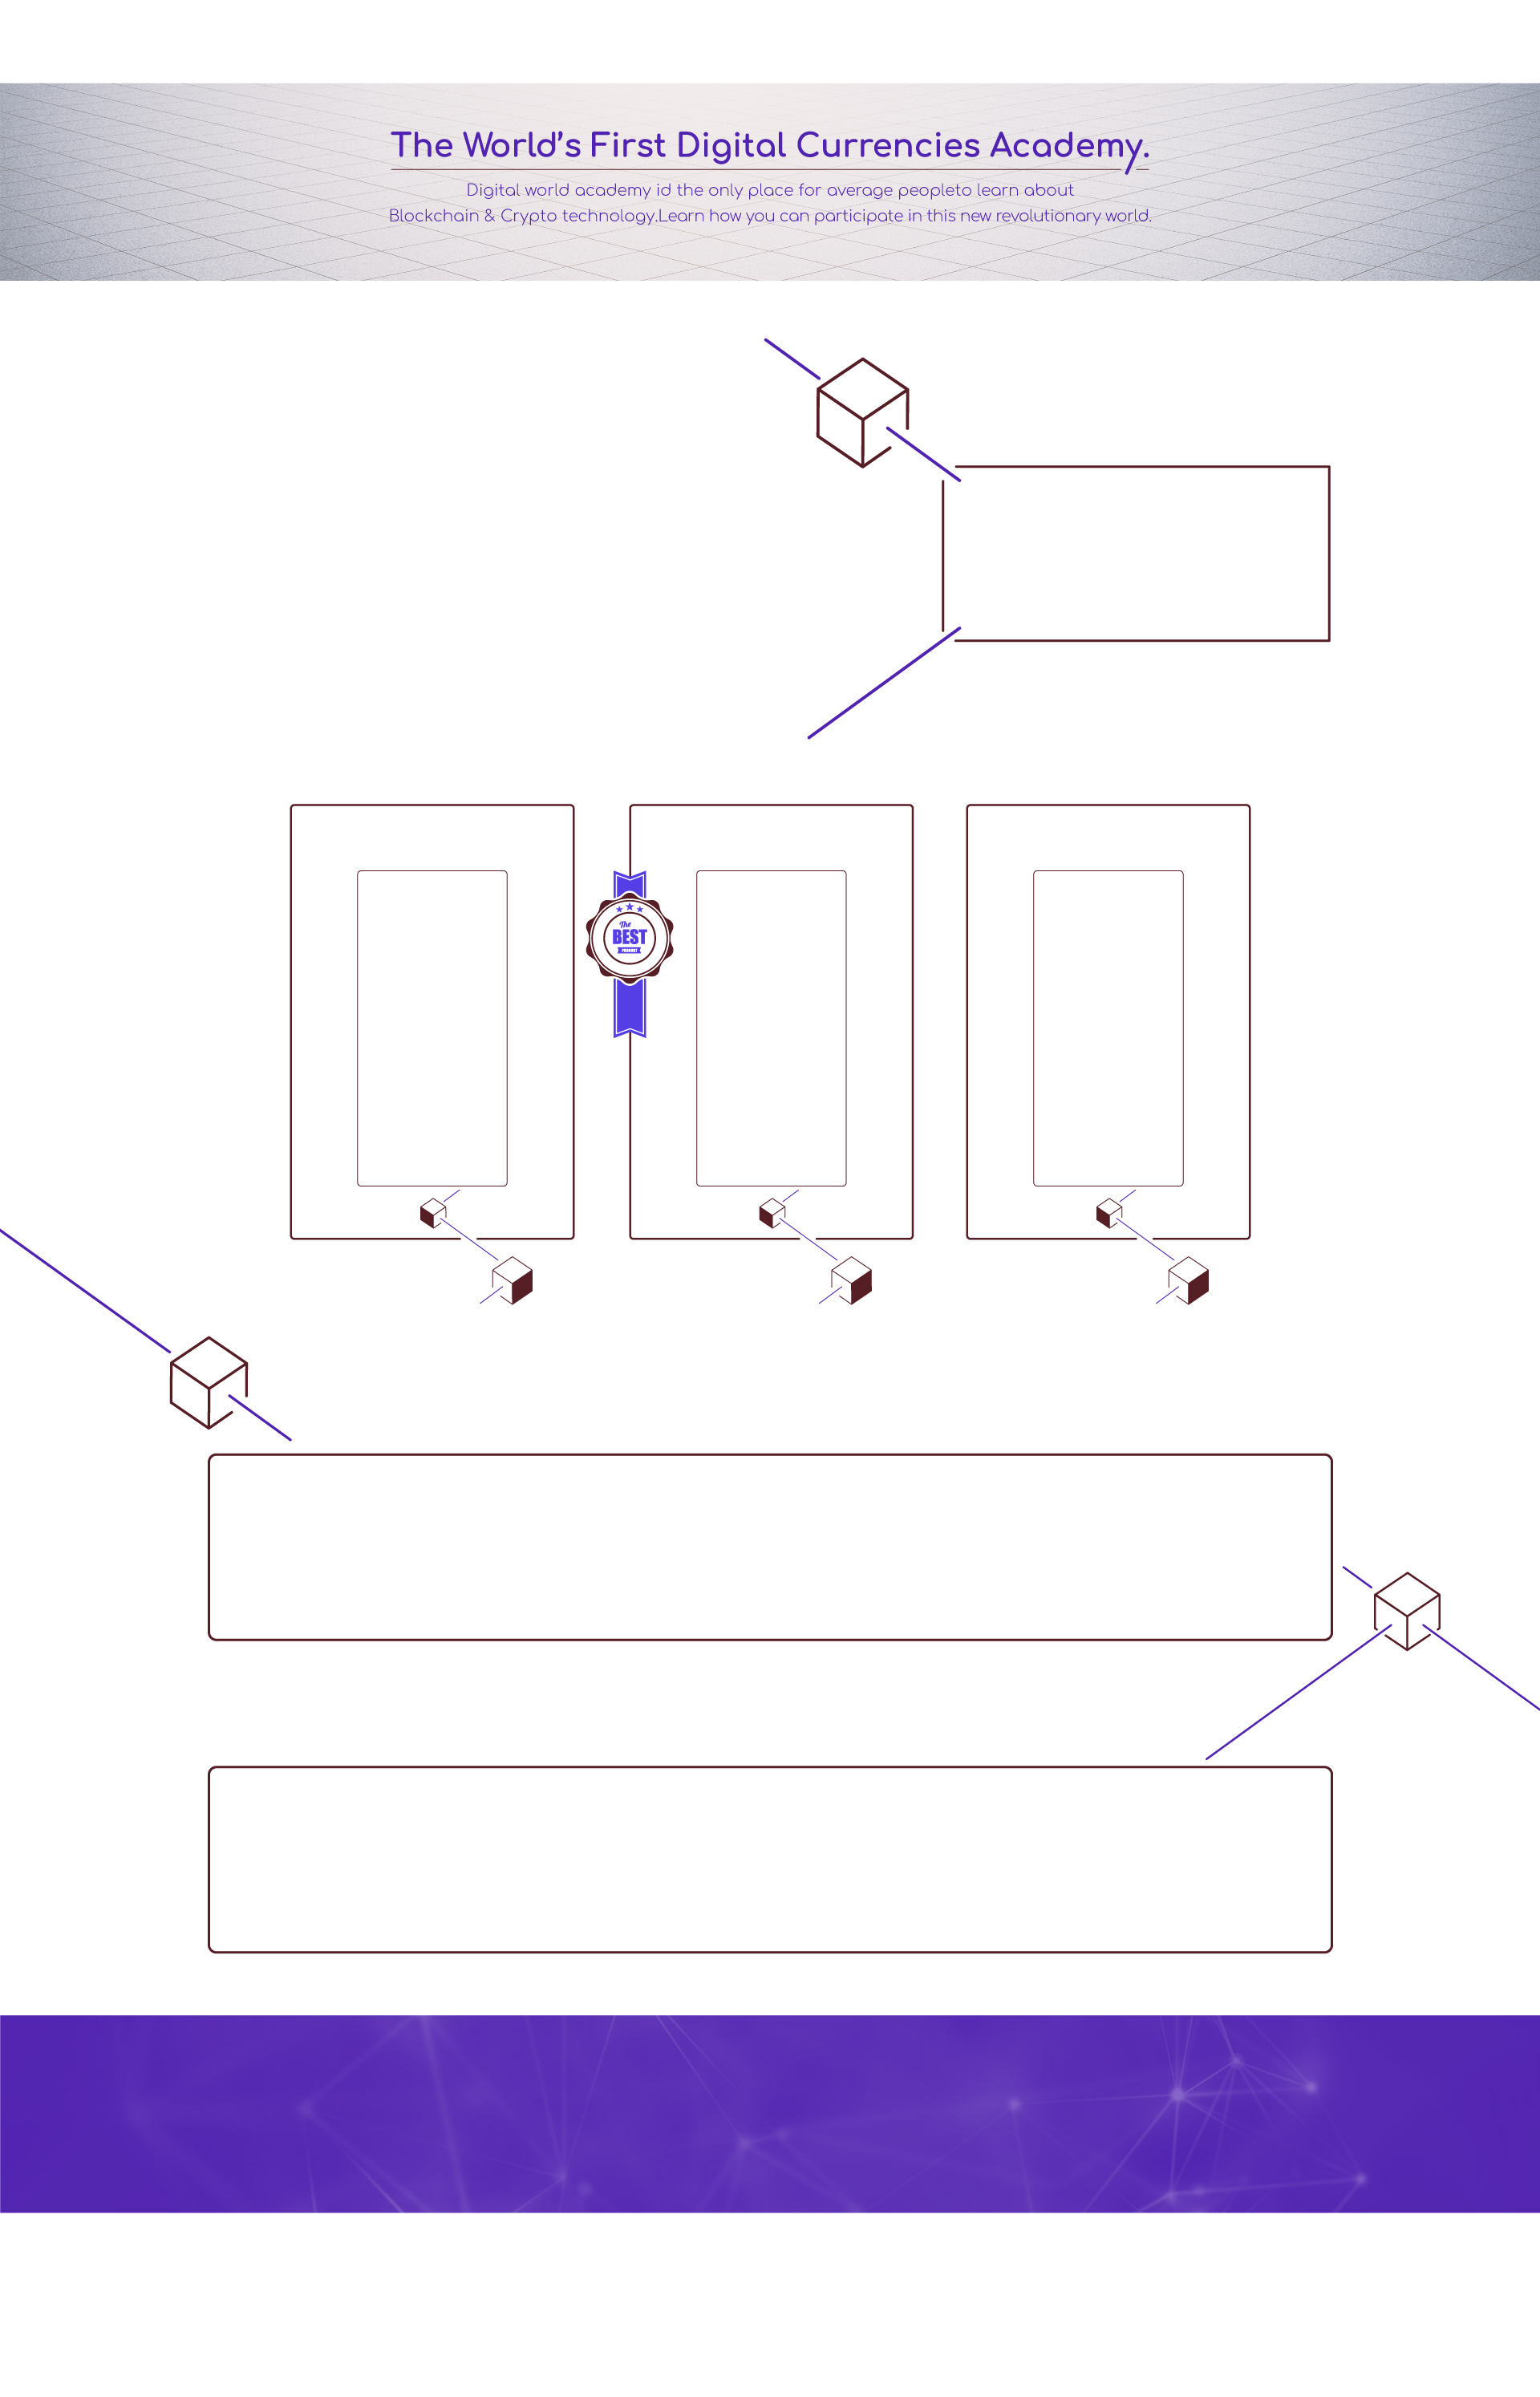 The World's First Digital Currencies Academy.
Digital world academy id the only place for average peopleto learn about
Blockchain & Crypto technology.Learn how you can participate in this new revolutionary world.
The
BEST
PRODUCT